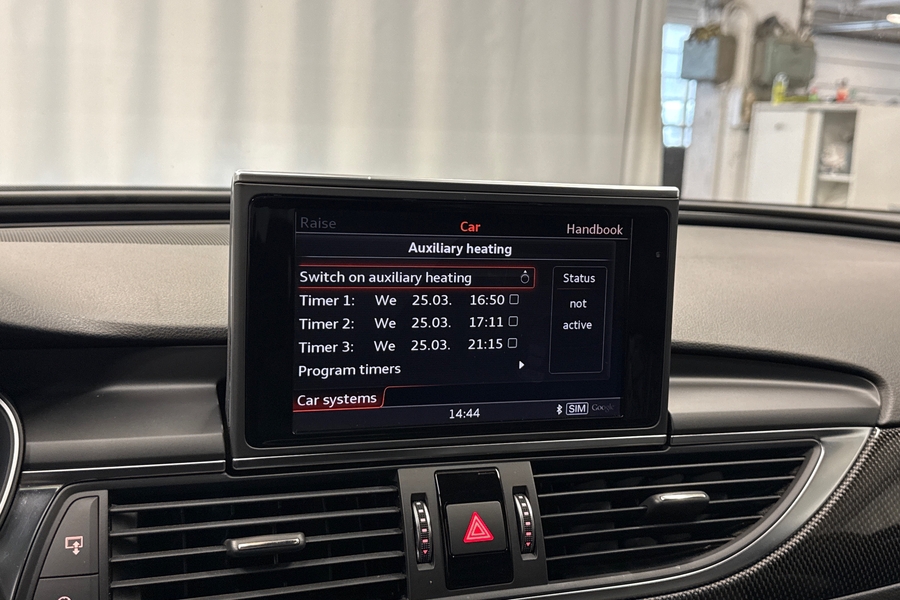 Raise Car Handbook
Auxiliary heating
Switch on auxiliary heating
Timer 1: We 25.03. 16:50
Timer 2: We 25.03. 17:11
Timer 3: We 25.03. 21:15
Program timers
Status
not
active
Car systems
14:44 SIM Google